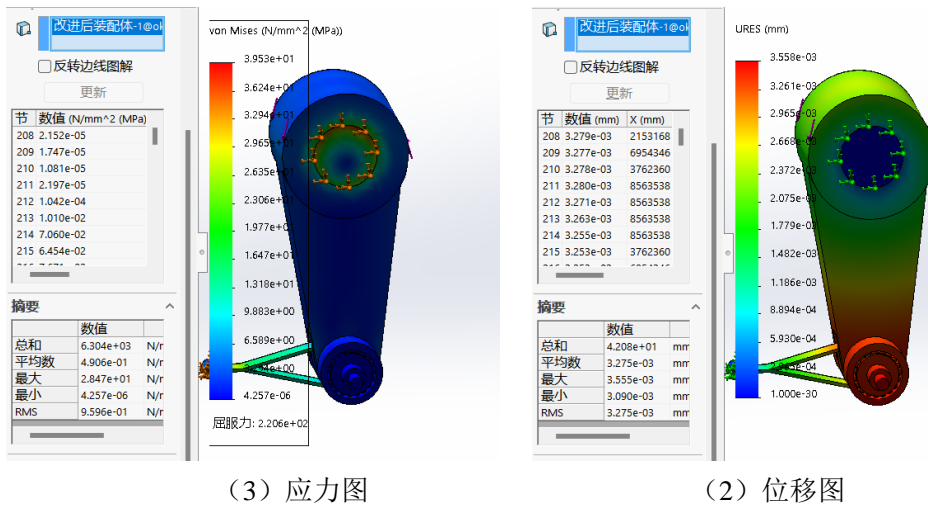 改进后装配体-1@ok
反转边线图解
更新
节 数值 (N/mm^2 (MPa)
208 2.152e-05
209 1.747e-05
210 1.081e-05
211 2.197e-05
212 1.042e-04
213 1.010e-02
214 7.060e-02
215 6.454e-02
摘要
数值
总和 6.304e+03 N/r
平均数 4.906e-01 N/r
最大 2.847e+01 N/r
最小 4.257e-06 N/r
RMS 9.596e-01 N/r
von Mises (N/mm^2 (MPa))
3.953e+01
3.624e+01
3.294e+01
2.965e+01
2.635e+01
2.306e+01
1.977e+01
1.647e+01
1.318e+01
9.883e+00
6.589e+00
4.257e-06
屈服力: 2.206e+02
(3)应力图
改进后装配体-1@ok
反转边线图解
更新
节 数值 (mm) X (mm)
208 3.279e-03 2153168
209 3.277e-03 6954346
210 3.278e-03 3762360
211 3.280e-03 8563538
212 3.271e-03 8563538
213 3.263e-03 8563538
214 3.255e-03 8563538
215 3.253e-03 3762360
摘要
数值
总和 4.208e+01 mm
平均数 3.275e-03 mm
最大 3.555e-03 mm
最小 3.090e-03 mm
RMS 3.275e-03 mm
URES (mm)
3.558e-03
3.261e-03
2.668e-03
2.372e-03
2.075e-03
1.779e-03
1.482e-03
1.186e-03
8.894e-04
5.930e-04
1.000e-30
(2)位移图